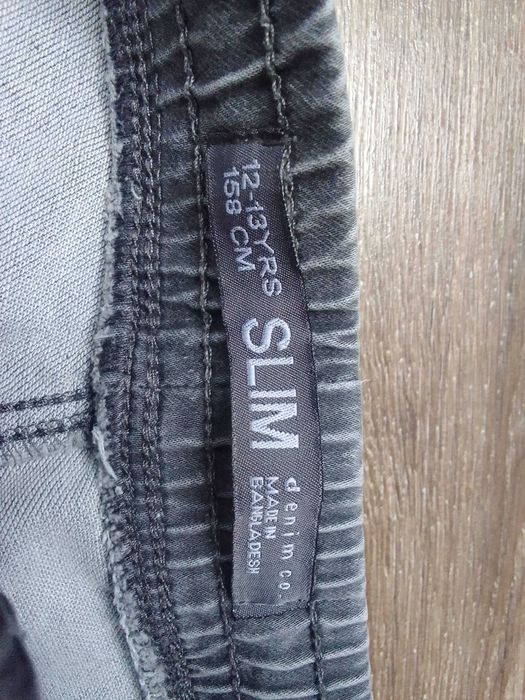 12-13YRS
158 CM
SLIM
denim co.
MADE IN
BANGLADESH